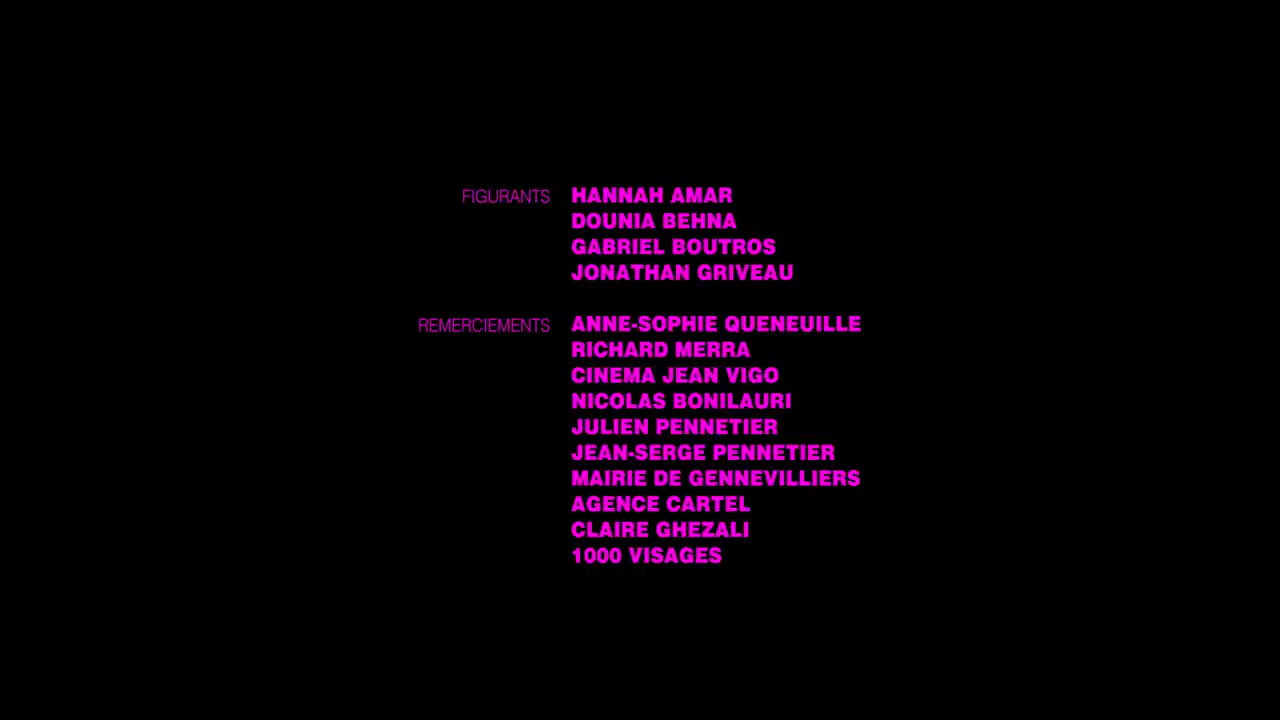 FIGURANTS HANNAH AMAR
DOUNIA BEHNA
GABRIEL BOUTROS
JONATHAN GRIVEAU
REMERCIEMENTS ANNE-SOPHIE QUENEUILLE
RICHARD MERRA
CINEMA JEAN VIGO
NICOLAS BONILAURI
JULIEN PENNETIER
JEAN-SERGE PENNETIER
MAIRIE DE GENNEVILLIERS
AGENCE CARTEL
CLAIRE GHEZALI
1000 VISAGES